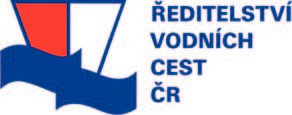 ŘEDITELSTVÍ
VODNÍCH
CEST
ČR